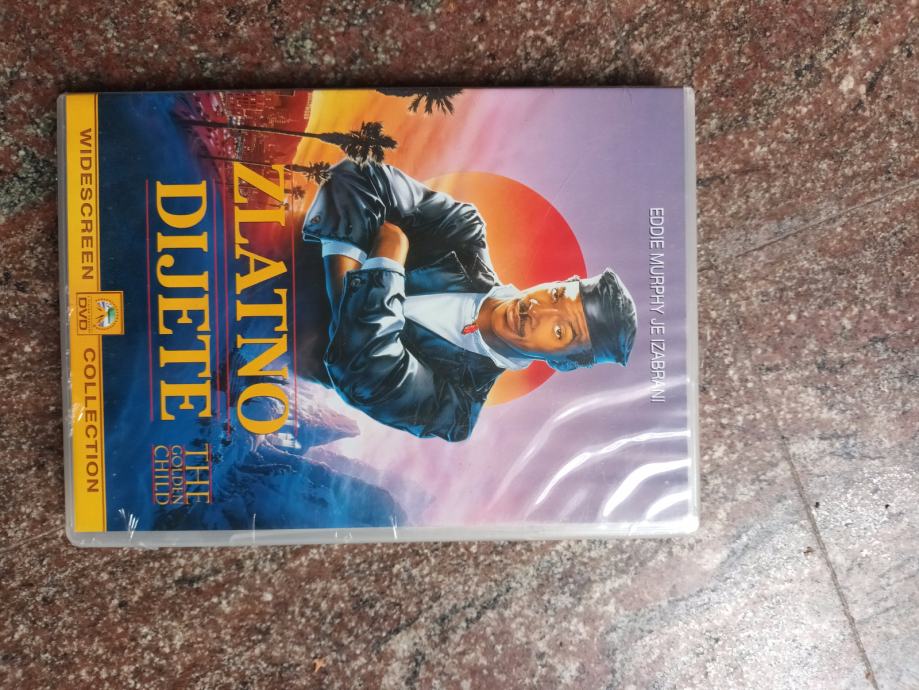 EDDIE MURPHY JE IZABRANI
ZLATNO
DIJETE
THE
GOLDEN
CHILD
WIDESCREEN
DVD
COLLECTION